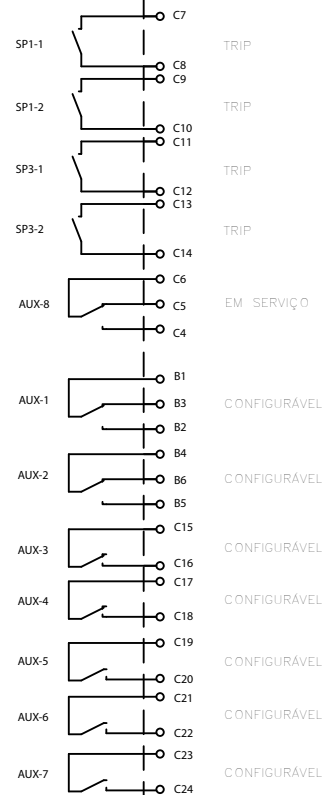 C7
SP1-1 TRIP
C8
C9
SP1-2 TRIP
C10
C11
SP3-1 TRIP
C12
C13
SP3-2 TRIP
C14
C6
AUX-8 C5 EM SERVIÇO
C4
B1
AUX-1 B3 CONFIGURÁVEL
B2
B4
AUX-2 B6 CONFIGURÁVEL
B5
C15
AUX-3 CONFIGURÁVEL
C16
C17
AUX-4 CONFIGURÁVEL
C18
C19
AUX-5 CONFIGURÁVEL
C20
C21
AUX-6 CONFIGURÁVEL
C22
C23
AUX-7 CONFIGURÁVEL
C24